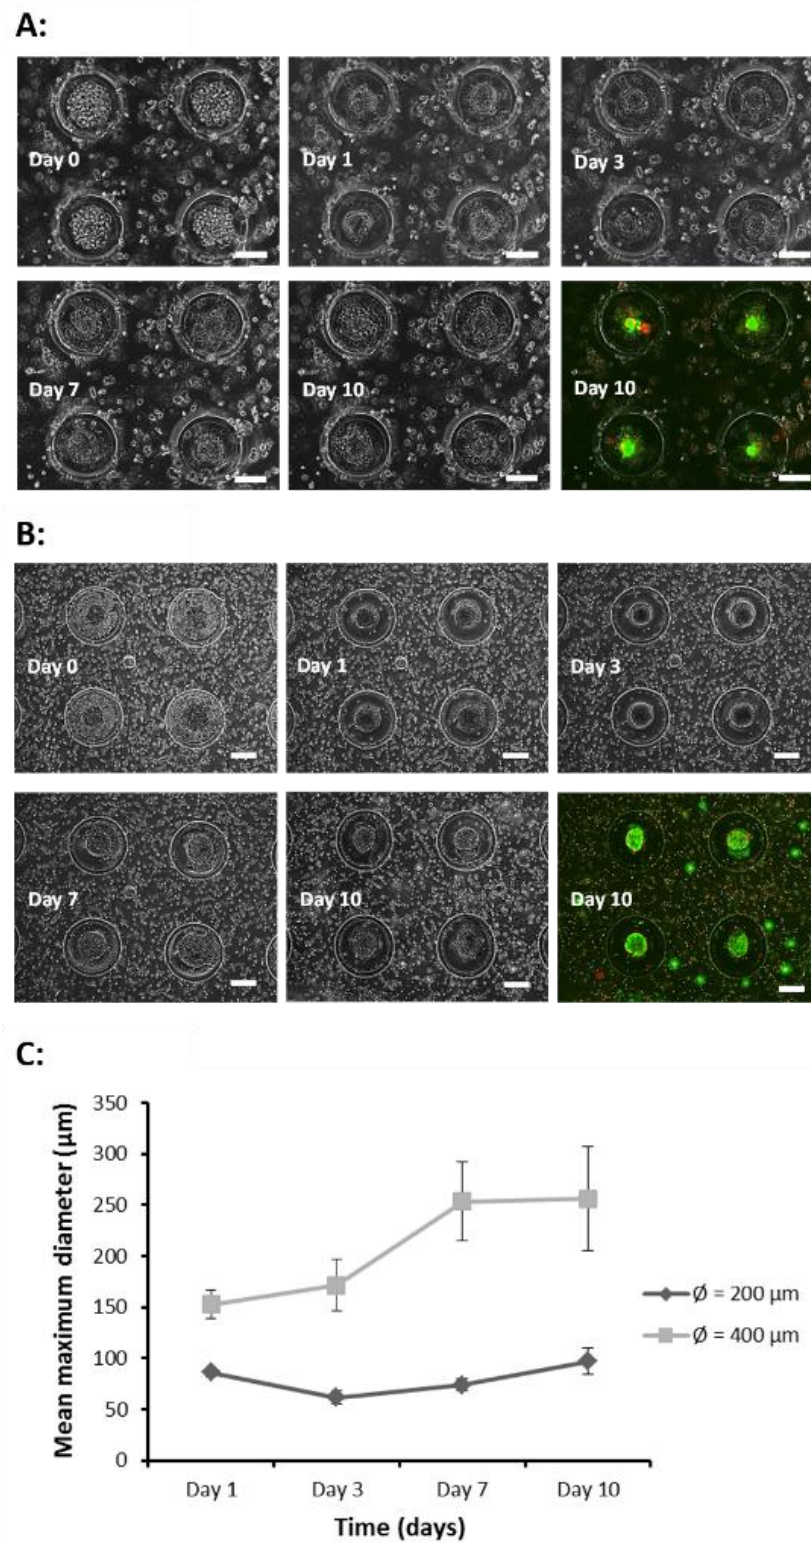 A:
Day 0
Day 1
Day 3
Day 7
Day 10
Day 10
B:
Day 0
Day 1
Day 3
Day 7
Day 10
Day 10
C:
Mean maximum diameter (µm)
350
300
250
200
150
100
50
0
Day 1
Day 3
Day 7
Day 10
Time (days)
Ø = 200 µm
Ø = 400 µm